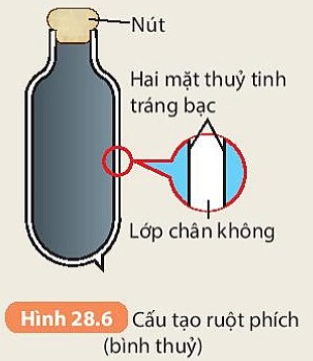 Nút
Hai mặt thuỷ tinh
tráng bạc
Lớp chân không
Hình 28.6 Cấu tạo ruột phích
(bình thuỷ)